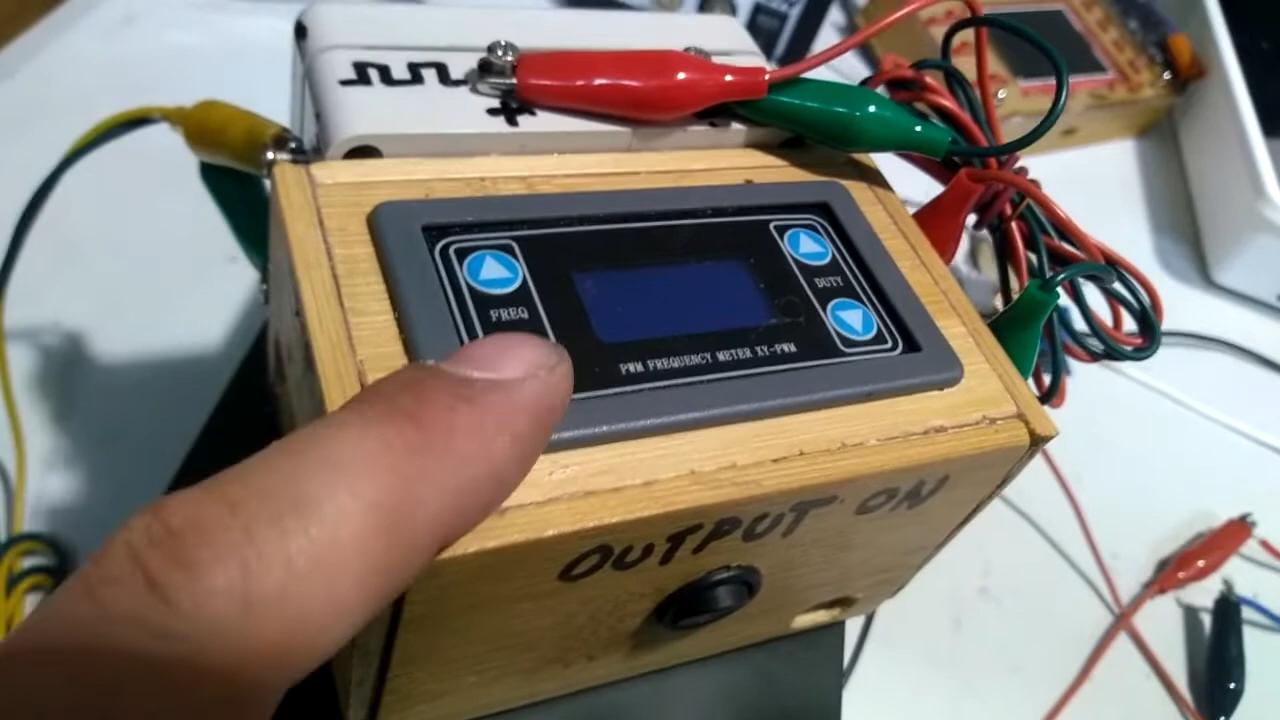 +
FREQ
DUTY
PWM FREQUENCY METER XY-PWM
OUTPUT ON